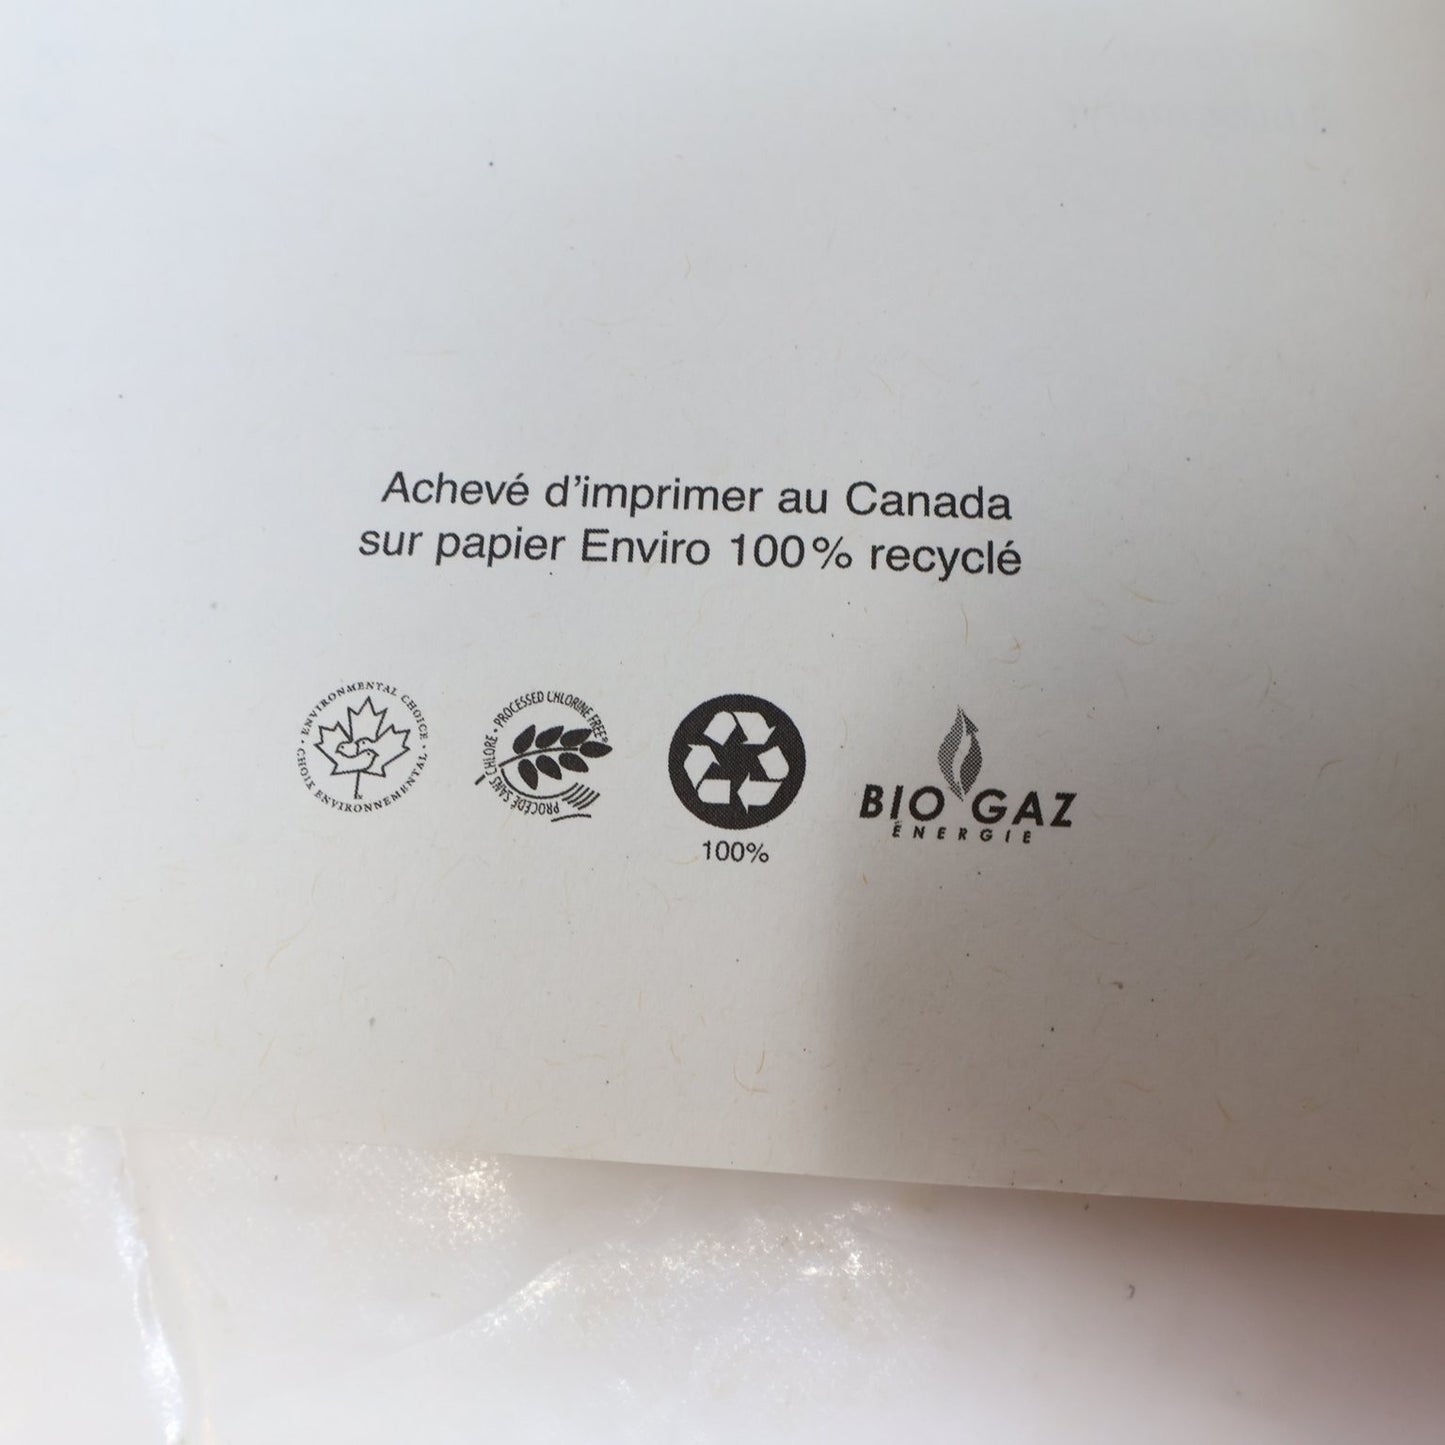 Achevé d'imprimer au Canada
sur papier Enviro 100 % recyclé
ENVIRONMENTAL CHOICE • CHOIX ENVIRONNEMENTAL •
PROCÉDÉ SANS CHLORE • PROCESSED CHLORINE FREE®
100%
BIO GAZ
ÉNERGIE